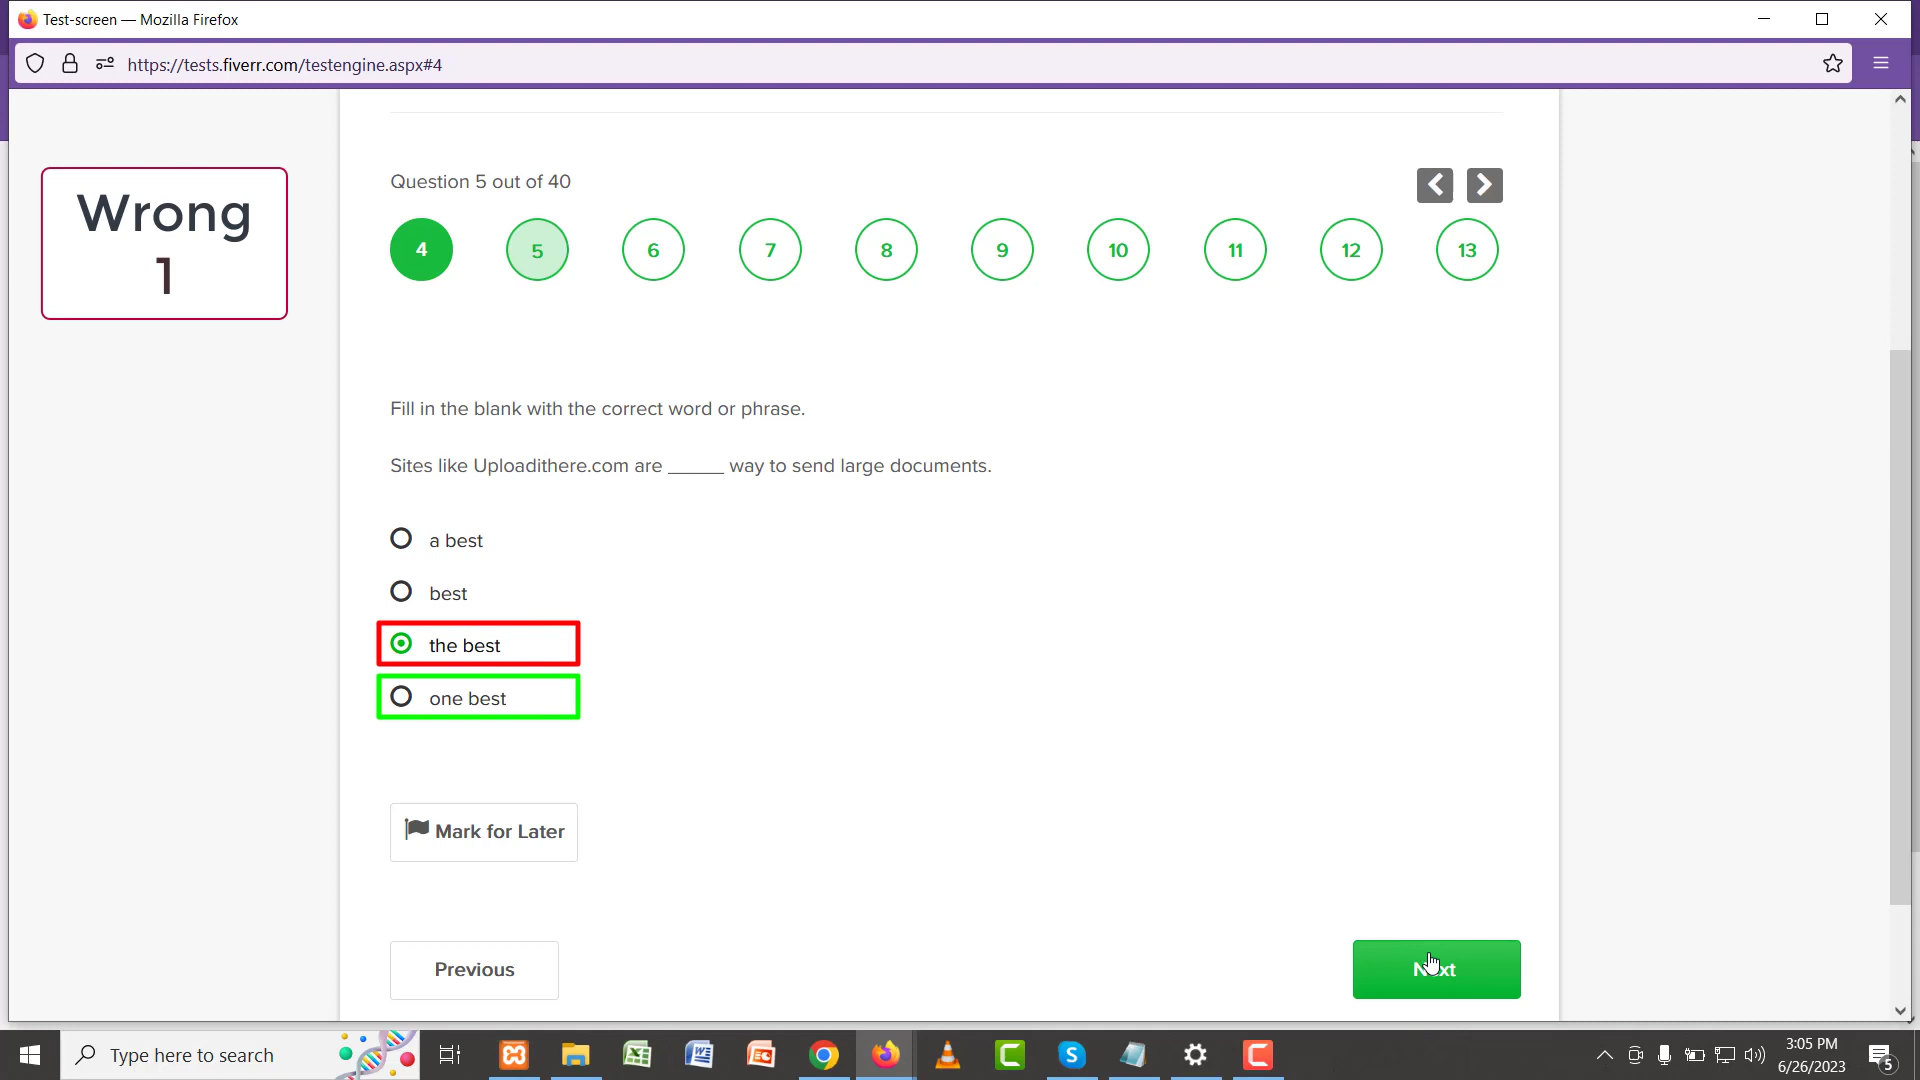 Test-screen — Mozilla Firefox
https://tests.fiverr.com/testengine.aspx#4
Wrong
1
Question 5 out of 40
4 5 6 7 8 9 10 11 12 13
Fill in the blank with the correct word or phrase.
Sites like Uploadithere.com are _____ way to send large documents.
a best
best
the best
one best
Mark for Later
Previous
Next
Type here to search
3:05 PM
6/26/2023
5